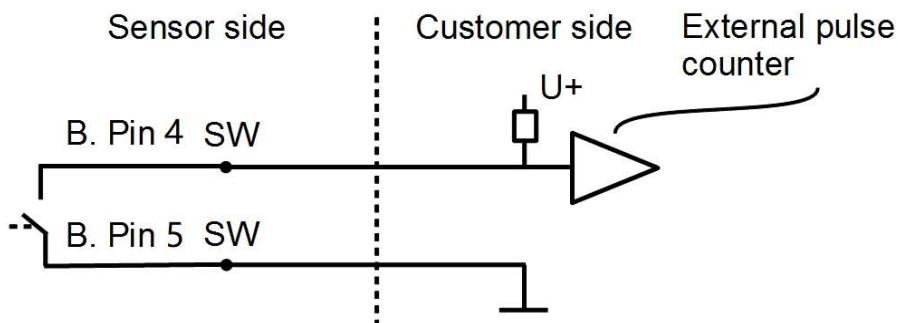 Sensor side
Customer side
External pulse
counter
U+
B. Pin 4 SW
B. Pin 5 SW